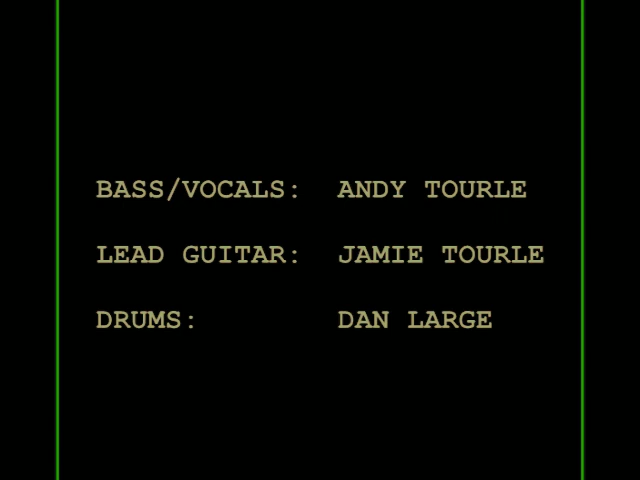 BASS/VOCALS: ANDY TOURLE
LEAD GUITAR: JAMIE TOURLE
DRUMS: DAN LARGE